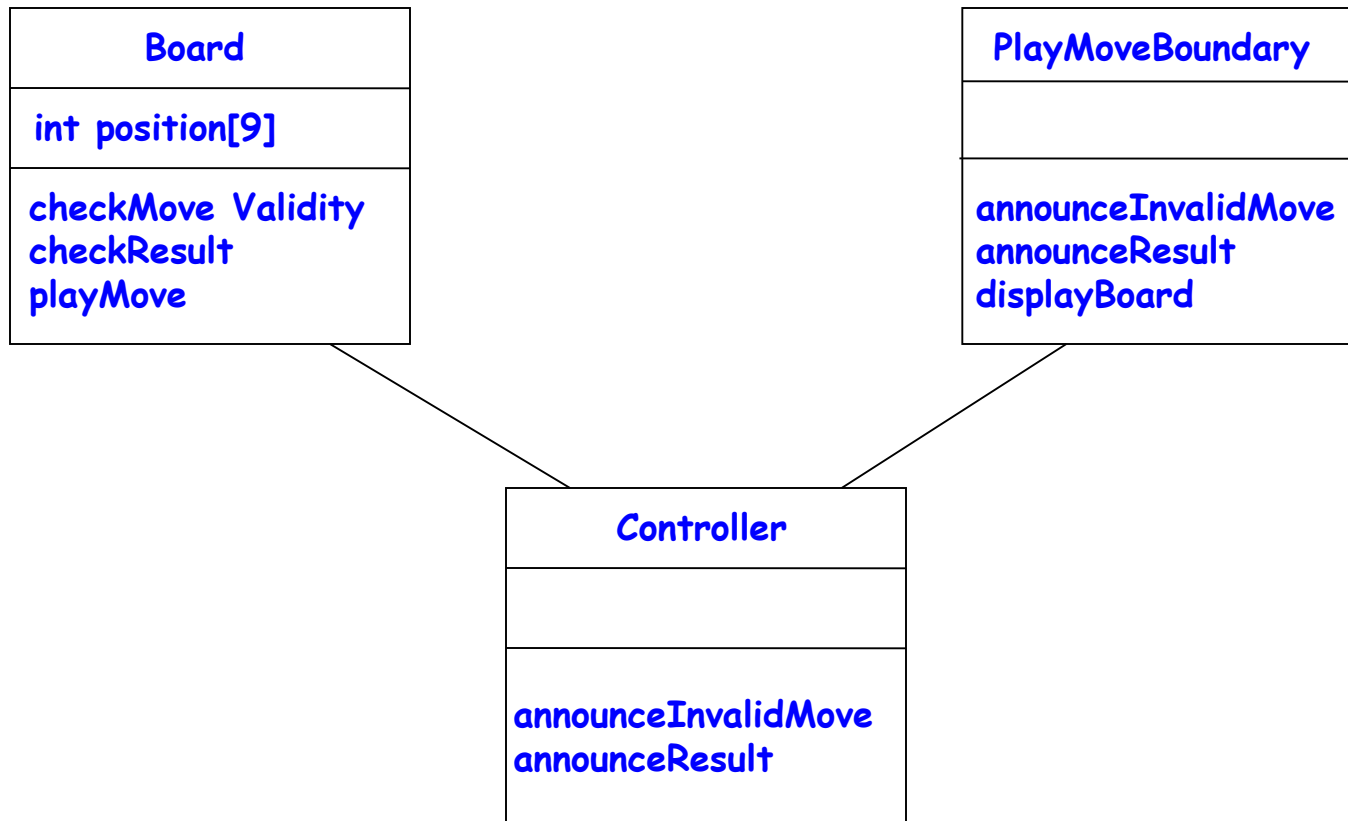 Board
int position[9]
checkMove Validity
checkResult
playMove
PlayMoveBoundary
announceInvalidMove
announceResult
displayBoard
Controller
announceInvalidMove
announceResult